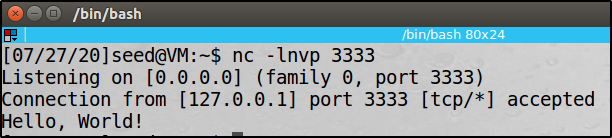 /bin/bash
/bin/bash 80x24
[07/27/20]seed@VM:~$ nc -lnvp 3333
Listening on [0.0.0.0] (family 0, port 3333)
Connection from [127.0.0.1] port 3333 [tcp/*] accepted
Hello, World!